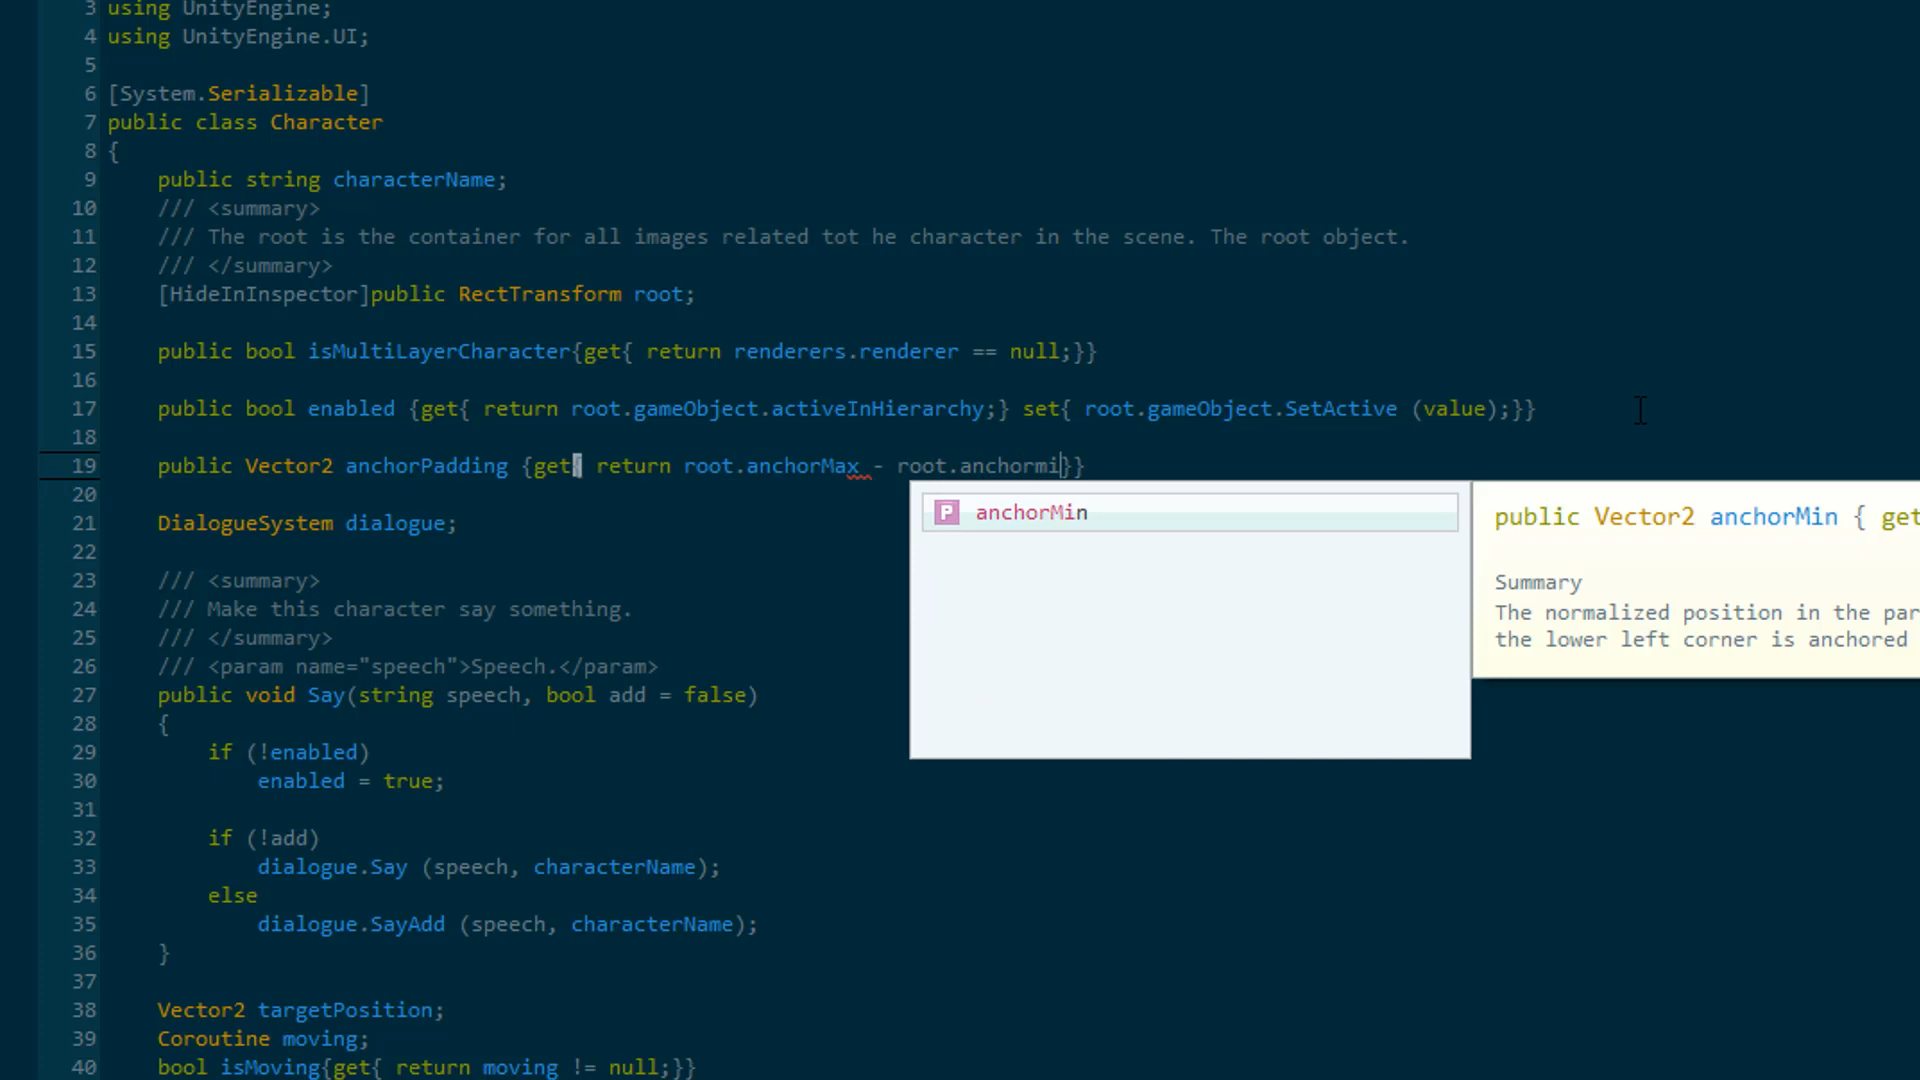 3 using UnityEngine;
4 using UnityEngine.UI;
5
6 [System.Serializable]
7 public class Character
8 {
9 public string characterName;
10 /// <summary>
11 /// The root is the container for all images related tot he character in the scene. The root object.
12 /// </summary>
13 [HideInInspector]public RectTransform root;
14
15 public bool isMultiLayerCharacter{get{ return renderers.renderer == null;}}
16
17 public bool enabled {get{ return root.gameObject.activeInHierarchy;} set{ root.gameObject.SetActive (value);}}
18
19 public Vector2 anchorPadding {get{ return root.anchorMax - root.anchormi}}
P anchorMin
public Vector2 anchorMin { get
Summary
The normalized position in the par
the lower left corner is anchored
20
21 DialogueSystem dialogue;
22
23 /// <summary>
24 /// Make this character say something.
25 /// </summary>
26 /// <param name="speech">Speech.</param>
27 public void Say(string speech, bool add = false)
28 {
29 if (!enabled)
30 enabled = true;
31
32 if (!add)
33 dialogue.Say (speech, characterName);
34 else
35 dialogue.SayAdd (speech, characterName);
36 }
37
38 Vector2 targetPosition;
39 Coroutine moving;
40 bool isMoving{get{ return moving != null;}}